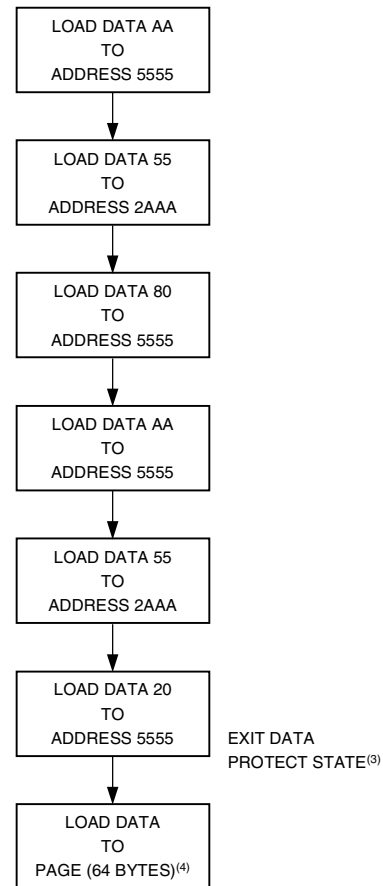 LOAD DATA AA
TO
ADDRESS 5555
LOAD DATA 55
TO
ADDRESS 2AAA
LOAD DATA 80
TO
ADDRESS 5555
LOAD DATA AA
TO
ADDRESS 5555
LOAD DATA 55
TO
ADDRESS 2AAA
LOAD DATA 20
TO
ADDRESS 5555
EXIT DATA
PROTECT STATE(3)
LOAD DATA
TO
PAGE (64 BYTES)(4)